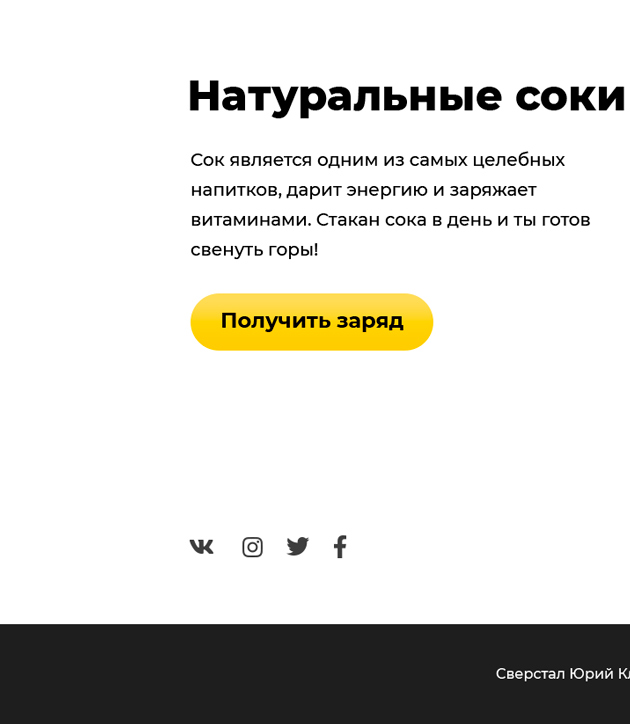 Натуральные соки
Сок является одним из самых целебных
напитков, дарит энергию и заряжает
витаминами. Стакан сока в день и ты готов
свенуть горы!
Получить заряд
Сверстал Юрий